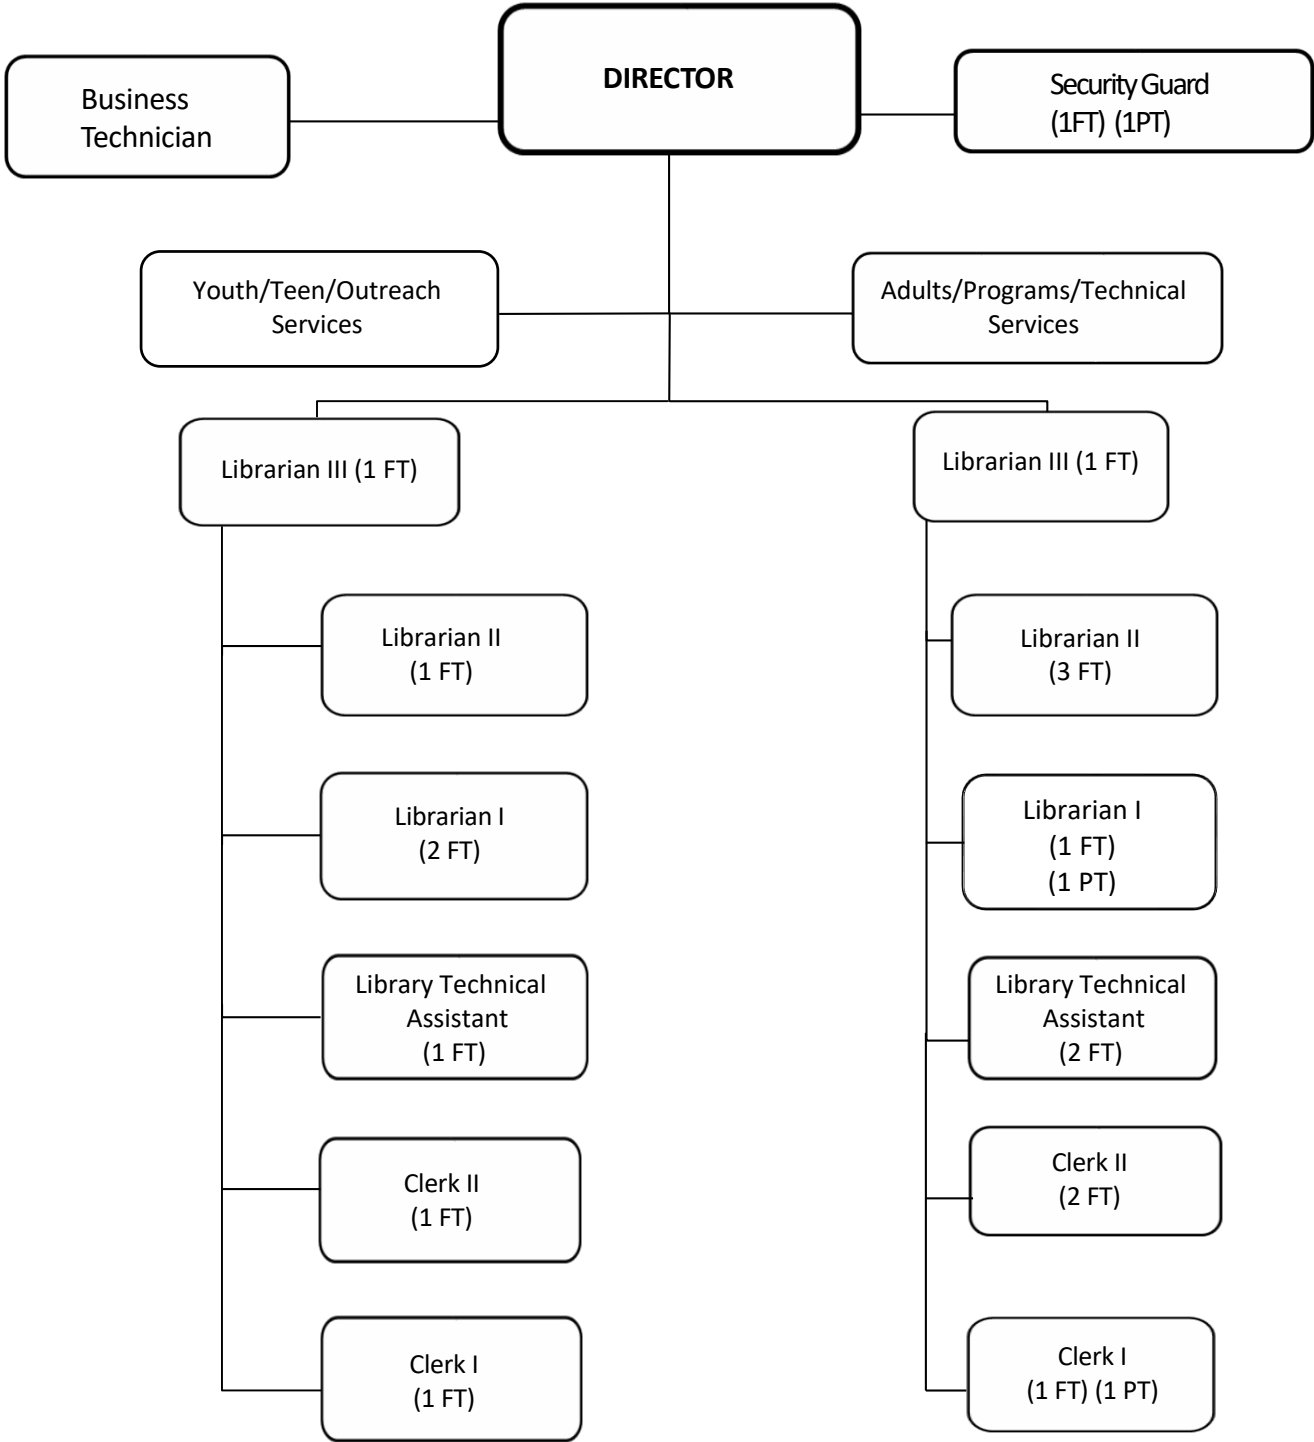 DIRECTOR
Business
Technician
Security Guard
(1FT) (1PT)
Youth/Teen/Outreach
Services
Adults/Programs/Technical
Services
Librarian III (1 FT)
Librarian III (1 FT)
Librarian II
(1 FT)
Librarian II
(3 FT)
Librarian I
(2 FT)
Librarian I
(1 FT)
(1 PT)
Library Technical
Assistant
(1 FT)
Library Technical
Assistant
(2 FT)
Clerk II
(1 FT)
Clerk II
(2 FT)
Clerk I
(1 FT)
Clerk I
(1 FT) (1 PT)